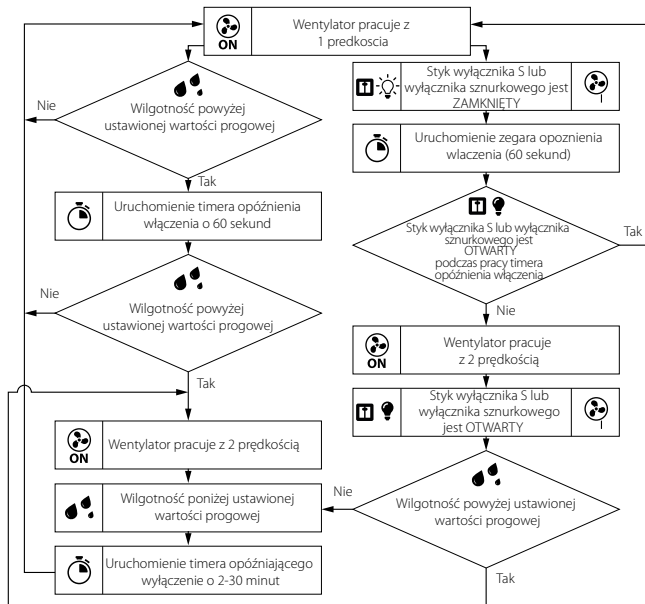 ON
Wentylator pracuje z
1 predkoscia
Wilgotność powyżej
ustawionej wartości progowej
Nie
Tak
Uruchomienie timera opóźnienia
włączenia o 60 sekund
Wilgotność powyżej
ustawionej wartości progowej
Nie
Tak
ON
Wentylator pracuje z 2 prędkością
Wilgotność poniżej ustawionej
wartości progowej
Uruchomienie timera opóźniającego
wyłączenie o 2-30 minut
Styk wyłącznika S lub
wyłącznika sznurkowego jest
ZAMKNIĘTY
Uruchomienie zegara opoznienia
wlaczenia (60 sekund)
Styk wyłącznika S lub wyłącznika
sznurkowego jest
OTWARTY
podczas pracy timera
opóźnienia włączenia
Tak
Nie
ON
Wentylator pracuje
z 2 prędkością
Styk wyłącznika S lub
wyłącznika sznurkowego
jest OTWARTY
Wilgotność powyżej ustawionej
wartości progowej
Nie
Tak